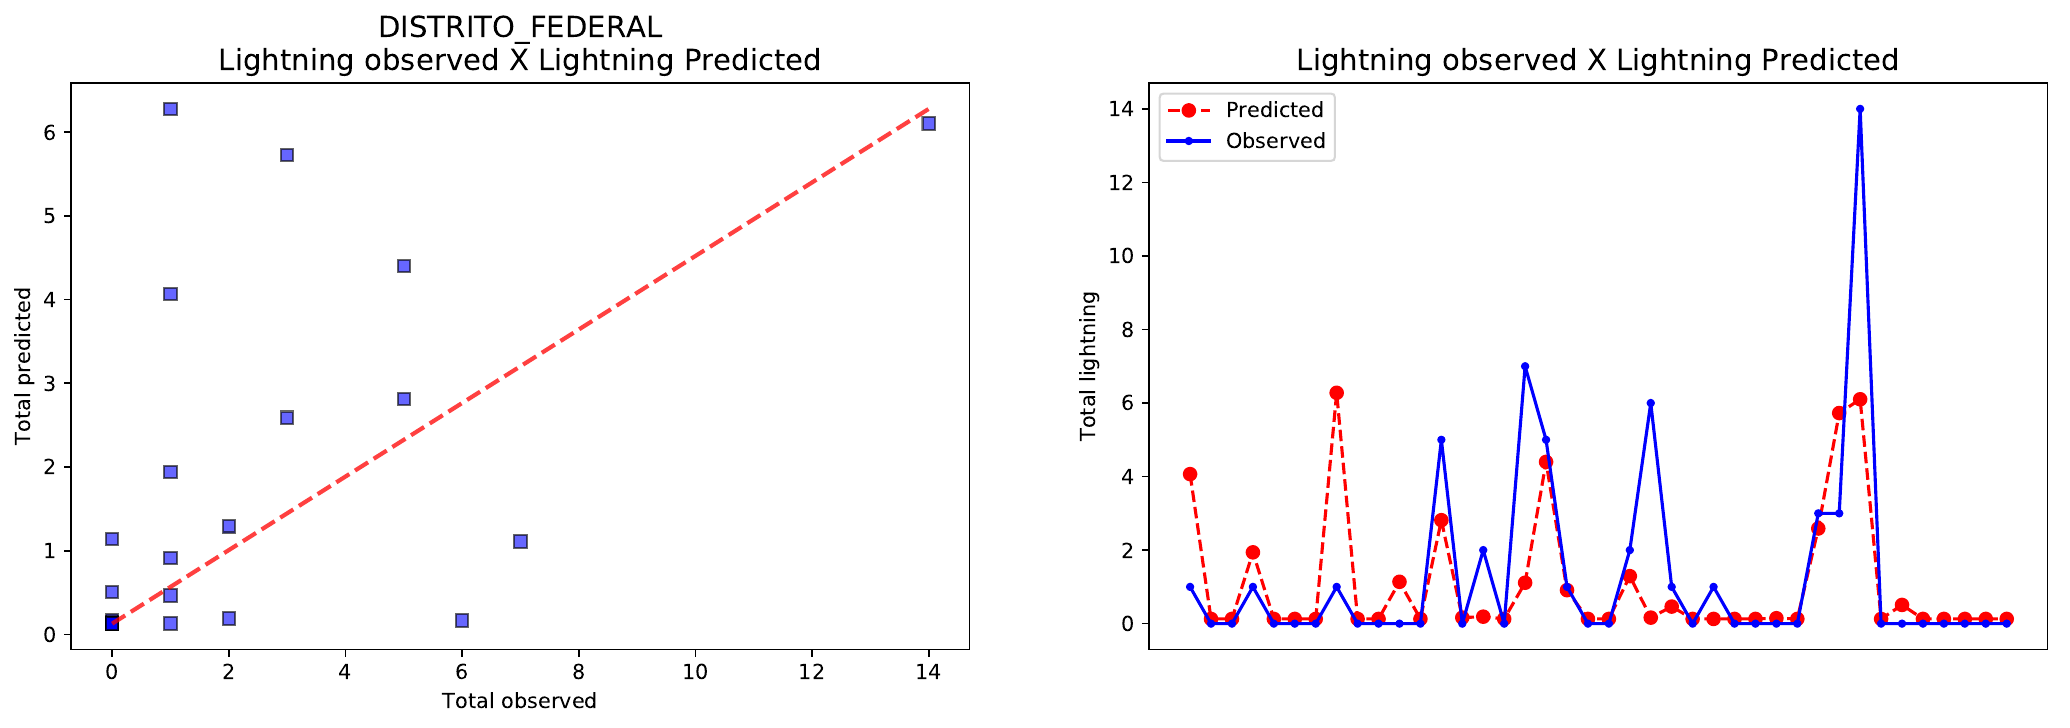 DISTRITO_FEDERAL
Lightning observed X Lightning Predicted
Total predicted
6
5
4
3
2
1
0
0 2 4 6 8 10 12 14
Total observed
Lightning observed X Lightning Predicted
Predicted
Observed
Total lightning
14
12
10
8
6
4
2
0